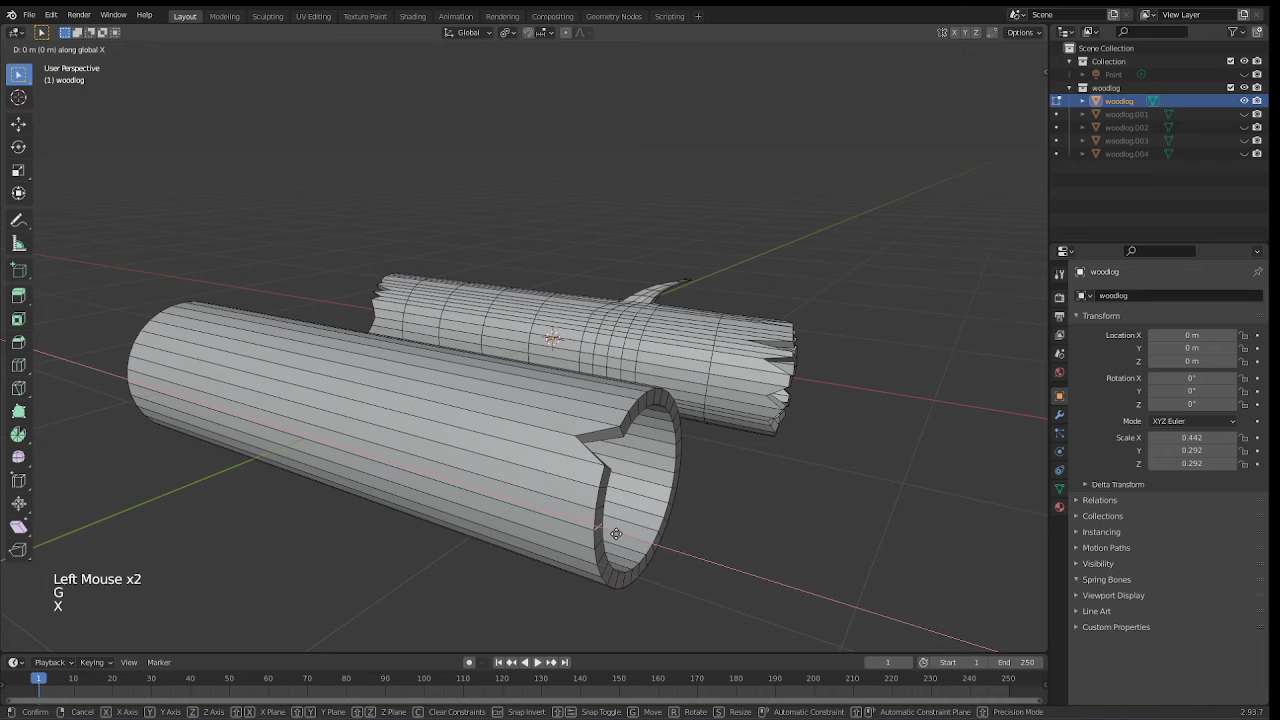 File Edit Render Window Help Layout Modeling Sculpting UV Editing Texture Paint Shading Animation Rendering Compositing Geometry Nodes Scripting + Scene View Layer
Global Options X Y Z
D: 0 m (0 m) along global X
User Perspective
(1) woodlog
Scene Collection
Collection
Point
woodlog
woodlog
woodlog.001
woodlog.002
woodlog.003
woodlog.004
woodlog
woodlog
Transform
Location X 0 m
Y 0 m
Z 0 m
Rotation X 0°
Y 0°
Z 0°
Mode XYZ Euler
Scale X 0.442
Y 0.292
Z 0.292
Delta Transform
Relations
Collections
Instancing
Motion Paths
Visibility
Spring Bones
Viewport Display
Line Art
Custom Properties
Left Mouse x2
G
X
Playback Keying View Marker 1 Start 1 End 250
1 10 20 30 40 50 60 70 80 90 100 110 120 130 140 150 160 170 180 190 200 210 220 230 240 250
Confirm Cancel X X Axis Y Y Axis Z Z Axis X X Plane Y Y Plane Z Z Plane C Clear Constraints Ctrl Snap Invert Snap Toggle G Move R Rotate S Resize Automatic Constraint Automatic Constraint Plane Precision Mode 2.93.7